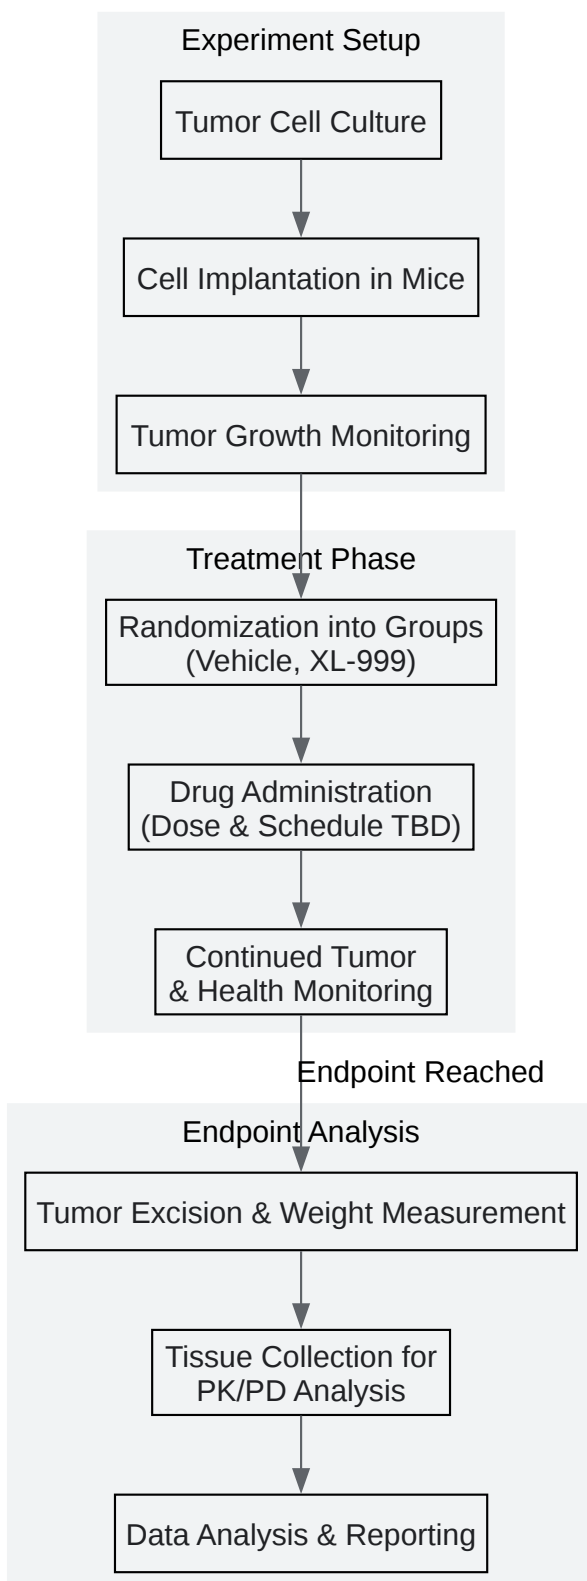 Experiment Setup
Tumor Cell Culture
Cell Implantation in Mice
Tumor Growth Monitoring
Treatment Phase
Randomization into Groups
(Vehicle, XL-999)
Drug Administration
(Dose & Schedule TBD)
Continued Tumor
& Health Monitoring
Endpoint Reached
Endpoint Analysis
Tumor Excision & Weight Measurement
Tissue Collection for
PK/PD Analysis
Data Analysis & Reporting